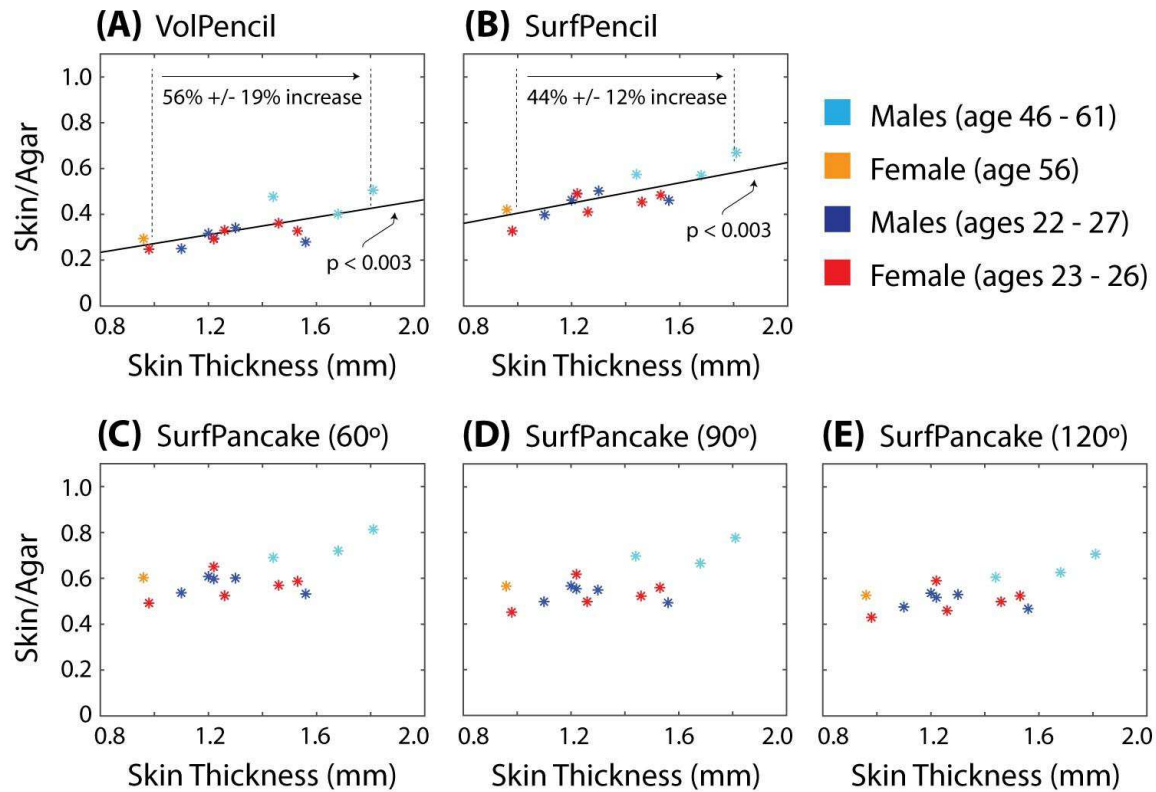 (A) VolPencil
(B) SurfPencil
1.0
0.8
0.6
0.4
0.2
0
Skin/Agar
56% +/- 19% increase
p < 0.003
0.8 1.2 1.6 2.0
Skin Thickness (mm)
44% +/- 12% increase
p < 0.003
0.8 1.2 1.6 2.0
Skin Thickness (mm)
Males (age 46 - 61)
Female (age 56)
Males (ages 22 - 27)
Female (ages 23 - 26)
(C) SurfPancake (60º)
(D) SurfPancake (90º)
(E) SurfPancake (120º)
1.0
0.8
0.6
0.4
0.2
0
Skin/Agar
0.8 1.2 1.6 2.0
Skin Thickness (mm)
0.8 1.2 1.6 2.0
Skin Thickness (mm)
0.8 1.2 1.6 2.0
Skin Thickness (mm)